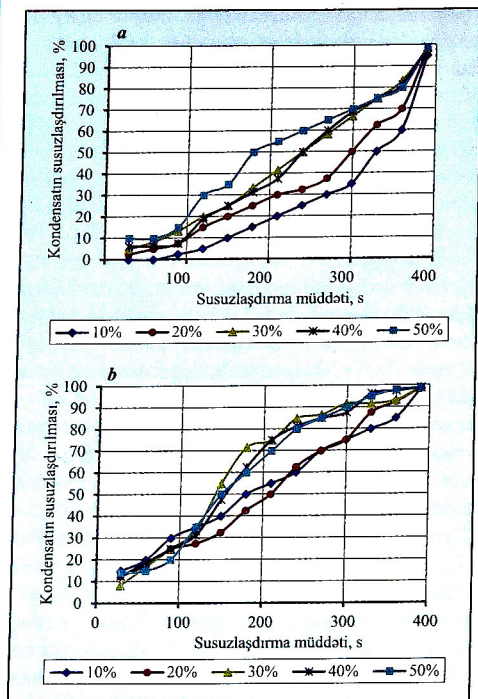 a
Kondensatın susuzlaşdırılması, %
100
90
80
70
60
50
40
30
20
10
0
100 200 300 400
Susuzlaşdırma müddəti, s
10% 20% 30% 40% 50%
b
Kondensatın susuzlaşdırılması, %
100
90
80
70
60
50
40
30
20
10
0
0 100 200 300 400
Susuzlaşdırma müddəti, s
10% 20% 30% 40% 50%